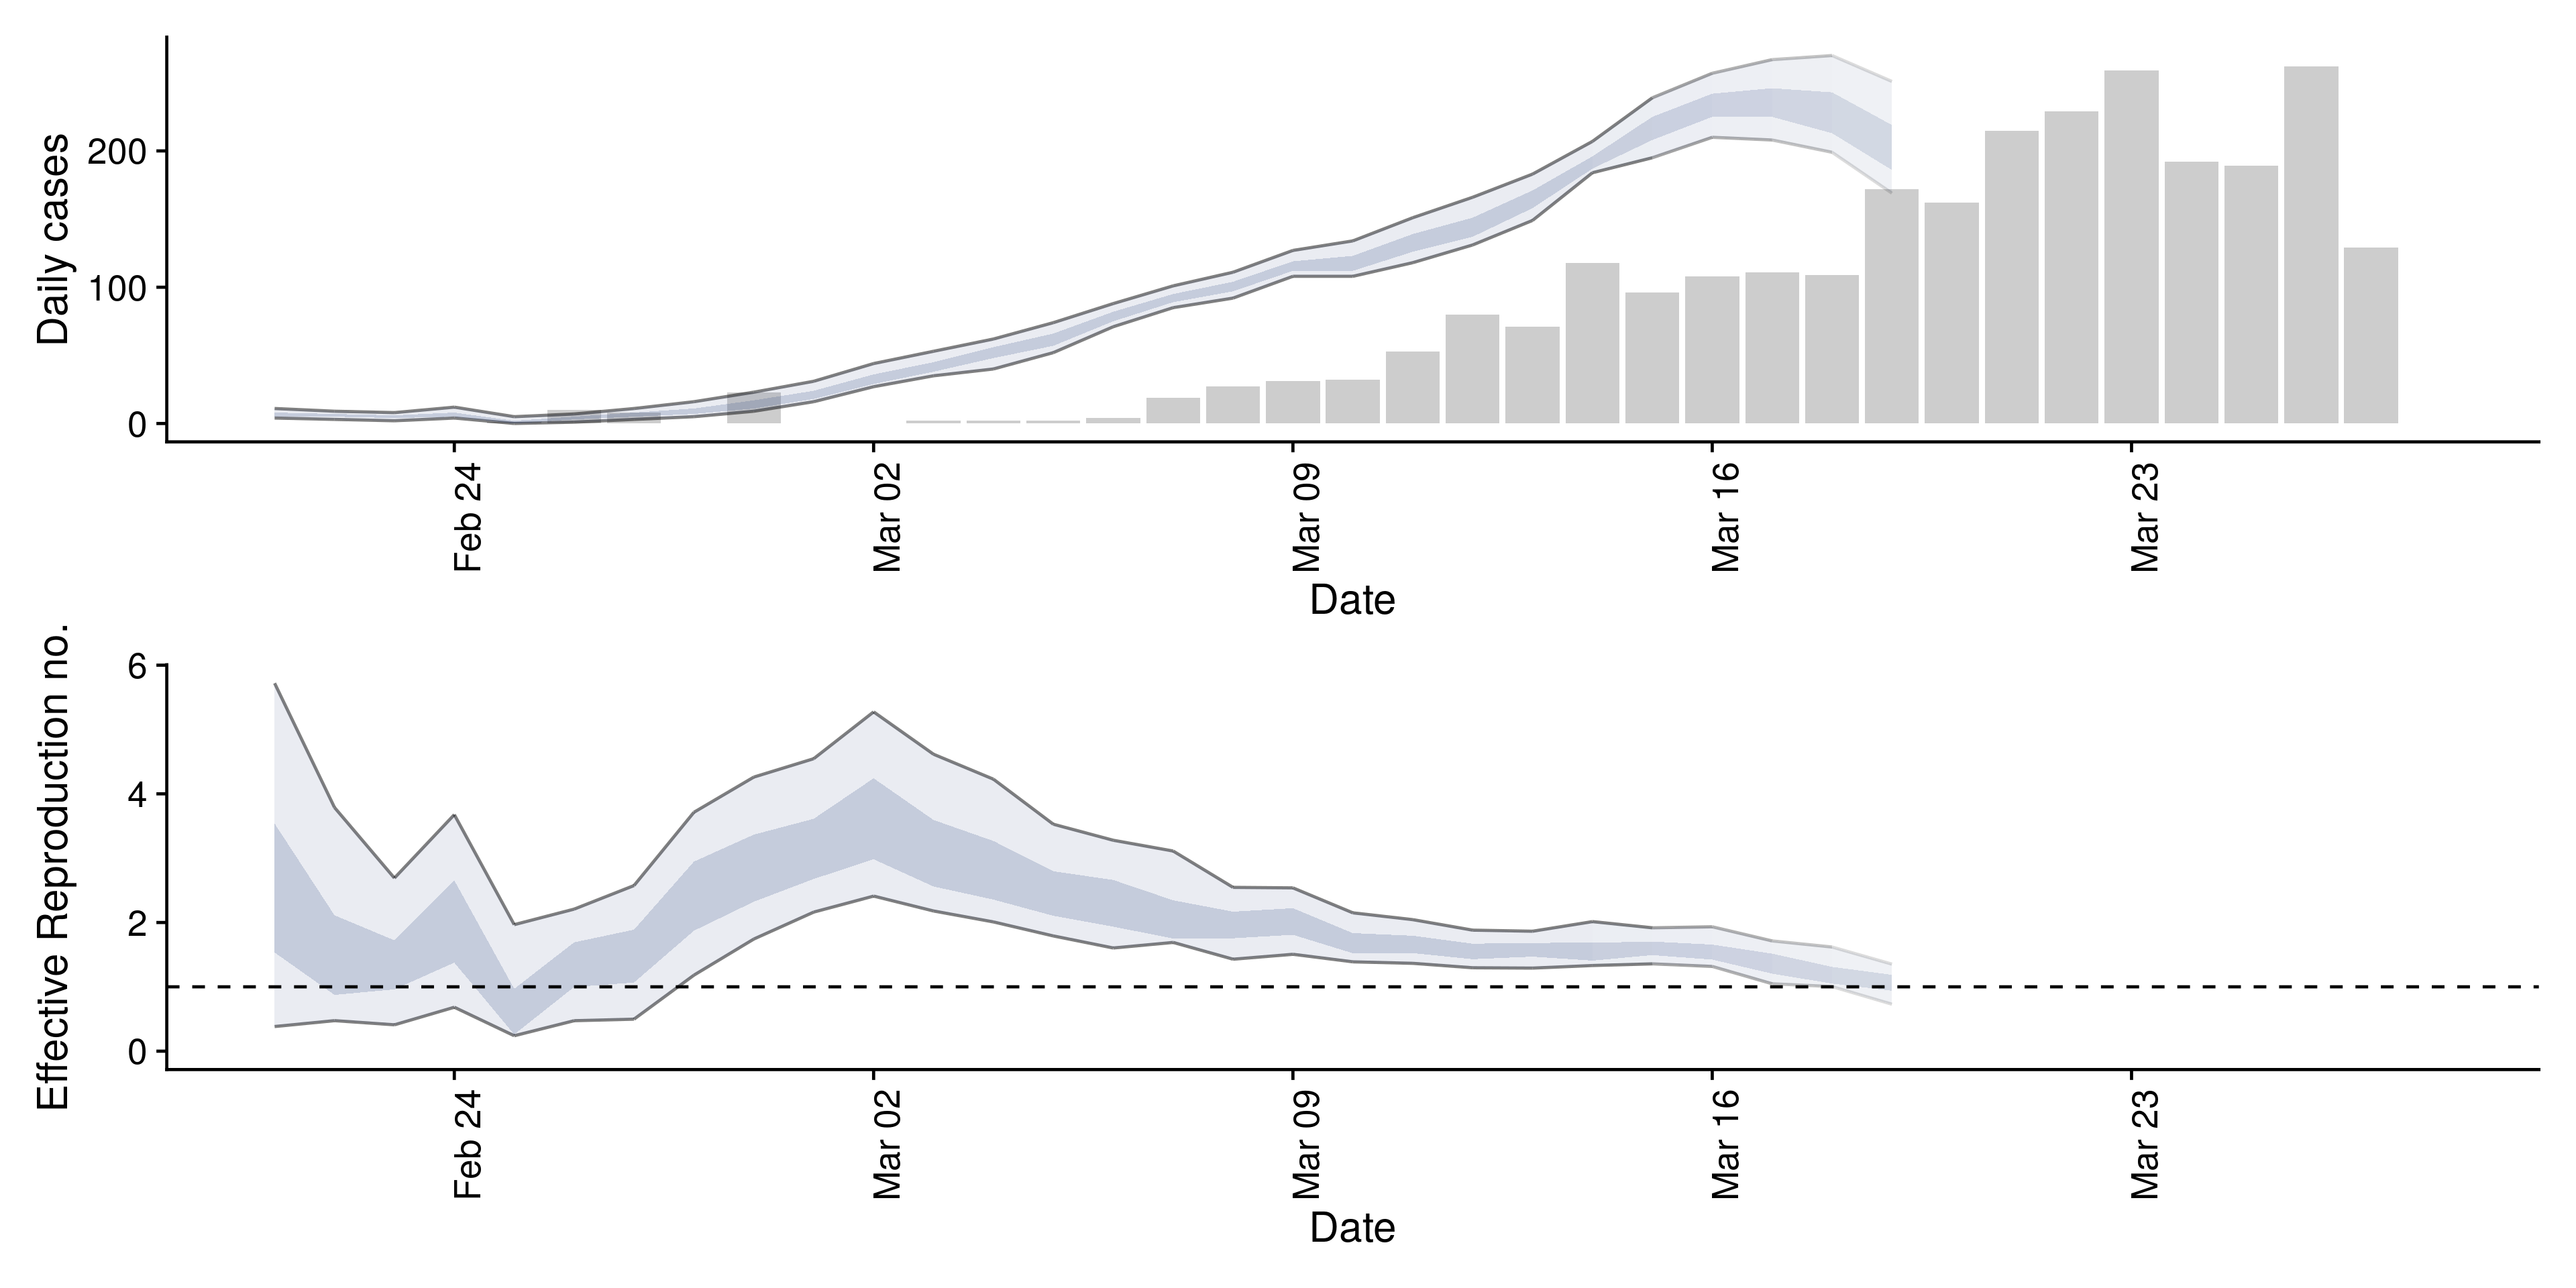 Daily cases
200
100
0
Feb 24
Mar 02
Mar 09
Mar 16
Mar 23
Date
Effective Reproduction no.
6
4
2
0
Feb 24
Mar 02
Mar 09
Mar 16
Mar 23
Date